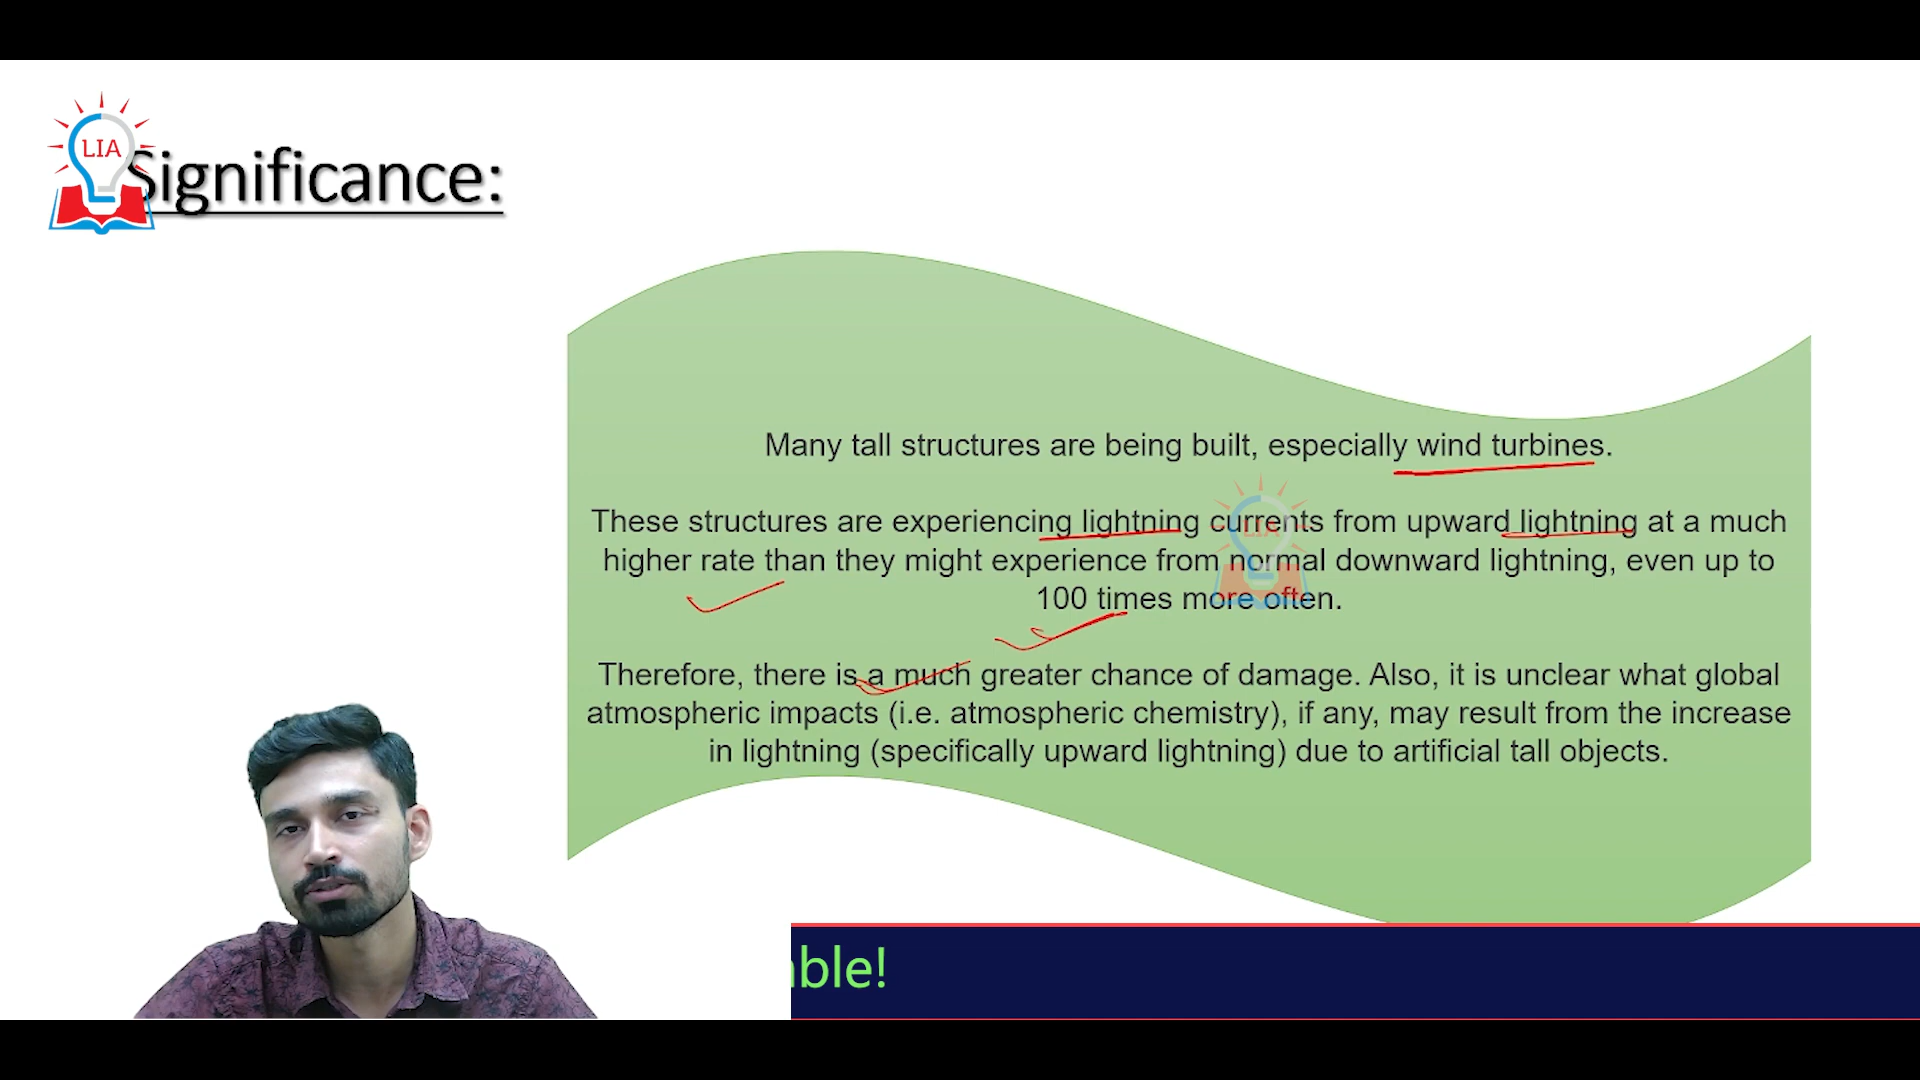 LIA
Significance:
Many tall structures are being built, especially wind turbines.
These structures are experiencing lightning currents from upward lightning at a much
higher rate than they might experience from normal downward lightning, even up to
100 times more often.
LIA
Therefore, there is a much greater chance of damage. Also, it is unclear what global
atmospheric impacts (i.e. atmospheric chemistry), if any, may result from the increase
in lightning (specifically upward lightning) due to artificial tall objects.